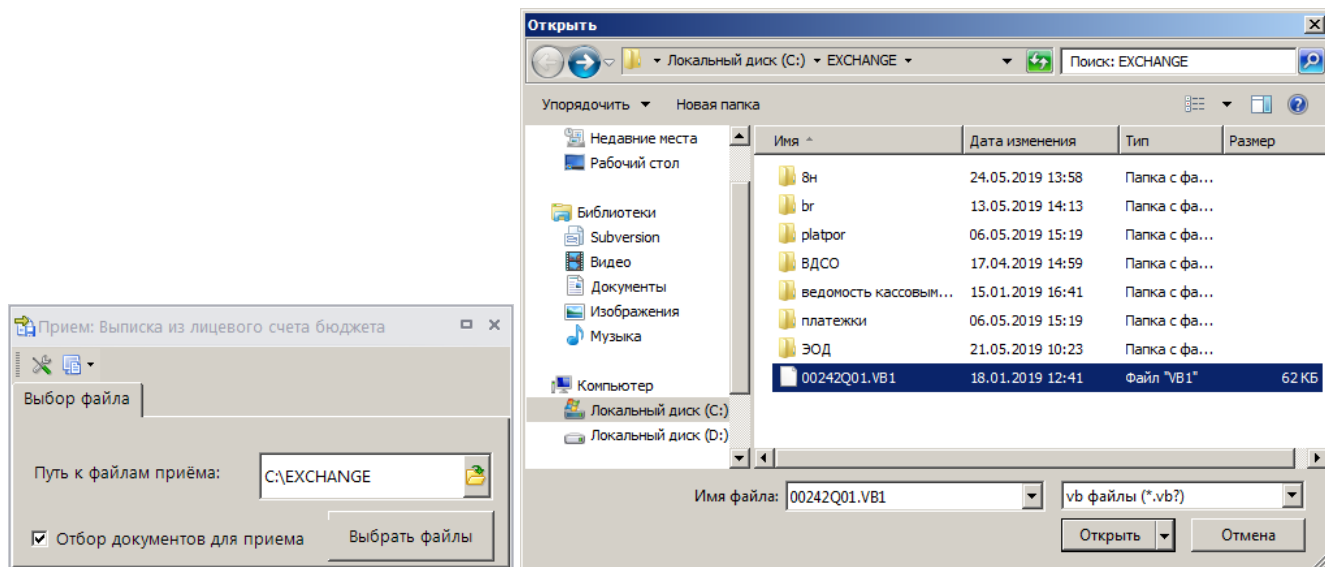 Прием: Выписка из лицевого счета бюджета
Выбор файла
Путь к файлам приёма:
C:\EXCHANGE
Отбор документов для приема
Выбрать файлы
Открыть
Локальный диск (C:) EXCHANGE
Поиск: EXCHANGE
Упорядочить
Новая папка
Недавние места
Рабочий стол
Библиотеки
Subversion
Видео
Документы
Изображения
Музыка
Компьютер
Локальный диск (C:)
Локальный диск (D:)
Имя Дата изменения Тип Размер
8н 24.05.2019 13:58 Папка с фа...
br 13.05.2019 14:13 Папка с фа...
platpor 06.05.2019 15:19 Папка с фа...
ВДСО 17.04.2019 14:59 Папка с фа...
ведомость кассовым... 15.01.2019 16:41 Папка с фа...
платежки 06.05.2019 15:19 Папка с фа...
ЭОД 21.05.2019 10:23 Папка с фа...
00242Q01.VB1 18.01.2019 12:41 Файл "VB1" 62 КБ
Имя файла: 00242Q01.VB1 vb файлы (*.vb?)
Открыть Отмена